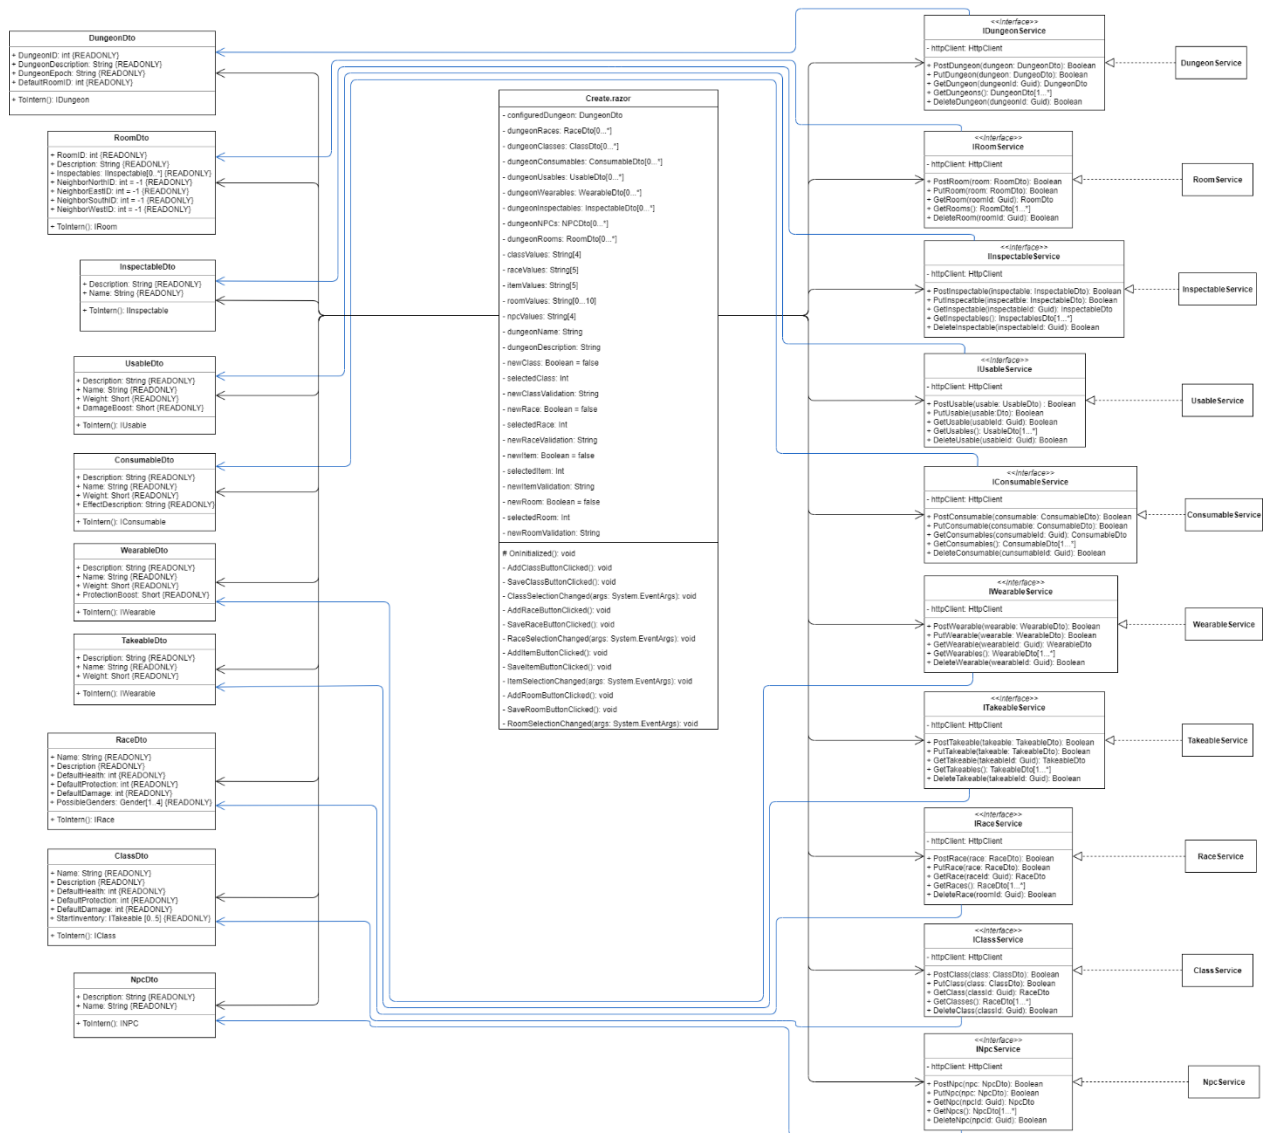 DungeonDto
+ DungeonID: int {READONLY}
+ DungeonDescription: String {READONLY}
+ DungeonEpoch: String {READONLY}
+ DefaultRoomID: int {READONLY}
+ ToIntern(): IDungeon
RoomDto
+ RoomID: int {READONLY}
+ Description: String {READONLY}
+ Inspectables: IInspectable[0..*] {READONLY}
+ NeighborNorthID: int = -1 {READONLY}
+ NeighborEastID: int = -1 {READONLY}
+ NeighborSouthID: int = -1 {READONLY}
+ NeighborWestID: int = -1 {READONLY}
+ ToIntern(): IRoom
InspectableDto
+ Description: String {READONLY}
+ Name: String {READONLY}
+ ToIntern(): IInspectable
UsableDto
+ Description: String {READONLY}
+ Name: String {READONLY}
+ Weight: Short {READONLY}
+ DamageBoost: Short {READONLY}
+ ToIntern(): IUsable
ConsumableDto
+ Description: String {READONLY}
+ Name: String {READONLY}
+ Weight: Short {READONLY}
+ EffectDescription: String {READONLY}
+ ToIntern(): IConsumable
WearableDto
+ Description: String {READONLY}
+ Name: String {READONLY}
+ Weight: Short {READONLY}
+ ProtectionBoost: Short {READONLY}
+ ToIntern(): IWearable
TakeableDto
+ Description: String {READONLY}
+ Name: String {READONLY}
+ Weight: Short {READONLY}
+ ToIntern(): IWearable
RaceDto
+ Name: String {READONLY}
+ Description {READONLY}
+ DefaultHealth: int {READONLY}
+ DefaultProtection: int {READONLY}
+ DefaultDamage: int {READONLY}
+ PossibleGenders: Gender[1..4] {READONLY}
+ ToIntern(): IRace
ClassDto
+ Name: String {READONLY}
+ Description {READONLY}
+ DefaultHealth: int {READONLY}
+ DefaultProtection: int {READONLY}
+ DefaultDamage: int {READONLY}
+ StartInventory: ITakeable [0..5] {READONLY}
+ ToIntern(): IClass
NpcDto
+ Description: String {READONLY}
+ Name: String {READONLY}
+ ToIntern(): INPC
Create.razor
- configuredDungeon: DungeonDto
- dungeonRaces: RaceDto[0...*]
- dungeonClasses: ClassDto[0...*]
- dungeonConsumables: ConsumableDto[0...*]
- dungeonUsables: UsableDto[0...*]
- dungeonWearables: WearableDto[0...*]
- dungeonInspectables: InspectableDto[0...*]
- dungeonNPCs: NPCDto[0...*]
- dungeonRooms: RoomDto[0...*]
- classValues: String[4]
- raceValues: String[5]
- itemValues: String[5]
- roomValues: String[0...10]
- npcValues: String[4]
- dungeonName: String
- dungeonDescription: String
- newClass: Boolean = false
- selectedClass: Int
- newClassValidation: String
- newRace: Boolean = false
- selectedRace: Int
- newRaceValidation: String
- newItem: Boolean = false
- selectedItem: Int
- newItemValidation: String
- newRoom: Boolean = false
- selectedRoom: Int
- newRoomValidation: String
# OnInitialized(): void
- AddClassButtonClicked(): void
- SaveClassButtonClicked(): void
- ClassSelectionChanged(args: System.EventArgs): void
- AddRaceButtonClicked(): void
- SaveRaceButtonClicked(): void
- RaceSelectionChanged(args: System.EventArgs): void
- AddItemButtonClicked(): void
- SaveItemButtonClicked(): void
- ItemSelectionChanged(args: System.EventArgs): void
- AddRoomButtonClicked(): void
- SaveRoomButtonClicked(): void
- RoomSelectionChanged(args: System.EventArgs): void
<<Interface>>
IDungeonService
- httpClient: HttpClient
+ PostDungeon(dungeon: DungeonDto): Boolean
+ PutDungeon(dungeon: DungeoDto): Boolean
+ GetDungeon(dungeonId: Guid): DungeonDto
+ GetDungeons(): DungeonDto[1...*]
+ DeleteDungeon(dungeonId: Guid): Boolean
DungeonService
<<Interface>>
IRoomService
- httpClient: HttpClient
+ PostRoom(room: RoomDto): Boolean
+ PutRoom(room: RoomDto): Boolean
+ GetRoom(roomId: Guid): RoomDto
+ GetRooms(): RoomDto[1...*]
+ DeleteRoom(roomId: Guid): Boolean
RoomService
<<Interface>>
IInspectableService
- httpClient: HttpClient
+ PostInspectable(inspectable: InspectableDto): Boolean
+ PutInspecatble(inspecatble: InspectableDto): Boolean
+ GetInspectable(inspectableId: Guid): InspectableDto
+ GetInspectables(): InspectablesDto[1...*]
+ DeleteInspectable(inspectableId: Guid): Boolean
InspectableService
<<Interface>>
IUsableService
- httpClient: HttpClient
+ PostUsable(usable: UsableDto) : Boolean
+ PutUsable(usable:Dto): Boolean
+ GetUsable(usableId: Guid): UsableDto
+ GetUsables(): UsableDto[1...*]
+ DeleteUsable(usableId: Guid): Boolean
UsableService
<<Interface>>
IConsumableService
- httpClient: HttpClient
+ PostConsumable(consumable: ConsumableDto): Boolean
+ PutConsumable(consumable: ConsumableDto): Boolean
+ GetConsumables(consumableId: Guid): ConsumableDto
+ GetConsumables(): ConsumableDto[1...*]
+ DeleteConsumable(cunsumableId: Guid): Boolean
ConsumableService
<<Interface>>
IWearableService
- httpClient: HttpClient
+ PostWearable(wearable: WearableDto): Boolean
+ PutWearable(wearable: WearableDto): Boolean
+ GetWearable(wearableId: Guid): WearableDto
+ GetWearables(): WearableDto[1...*]
+ DeleteWearable(wearableId: Guid): Boolean
WearableService
<<Interface>>
ITakeableService
- httpClient: HttpClient
+ PostTakeable(takeable: TakeableDto): Boolean
+ PutTakeable(takeable: TakeableDto): Boolean
+ GetTakeable(takeableId: Guid): TakeableDto
+ GetTakeables(): TakeableDto[1...*]
+ DeleteTakeable(takeableId: Guid): Boolean
TakeableService
<<Interface>>
IRaceService
- httpClient: HttpClient
+ PostRace(race: RaceDto): Boolean
+ PutRace(race: RaceDto): Boolean
+ GetRace(raceId: Guid): RaceDto
+ GetRaces(): RaceDto[1...*]
+ DeleteRace(roomId: Guid): Boolean
RaceService
<<Interface>>
IClassService
- httpClient: HttpClient
+ PostClass(class: ClassDto): Boolean
+ PutClass(class: ClassDto): Boolean
+ GetClass(classId: Guid): RaceDto
+ GetClasses(): RaceDto[1...*]
+ DeleteClass(classId: Guid): Boolean
ClassService
<<Interface>>
INpcService
- httpClient: HttpClient
+ PostNpc(npc: NpcDto): Boolean
+ PutNpc(npc: NpcDto): Boolean
+ GetNpc(npcId: Guid): NpcDto
+ GetNpcs(): NpcDto[1...*]
+ DeleteNpc(npcId: Guid): Boolean
NpcService